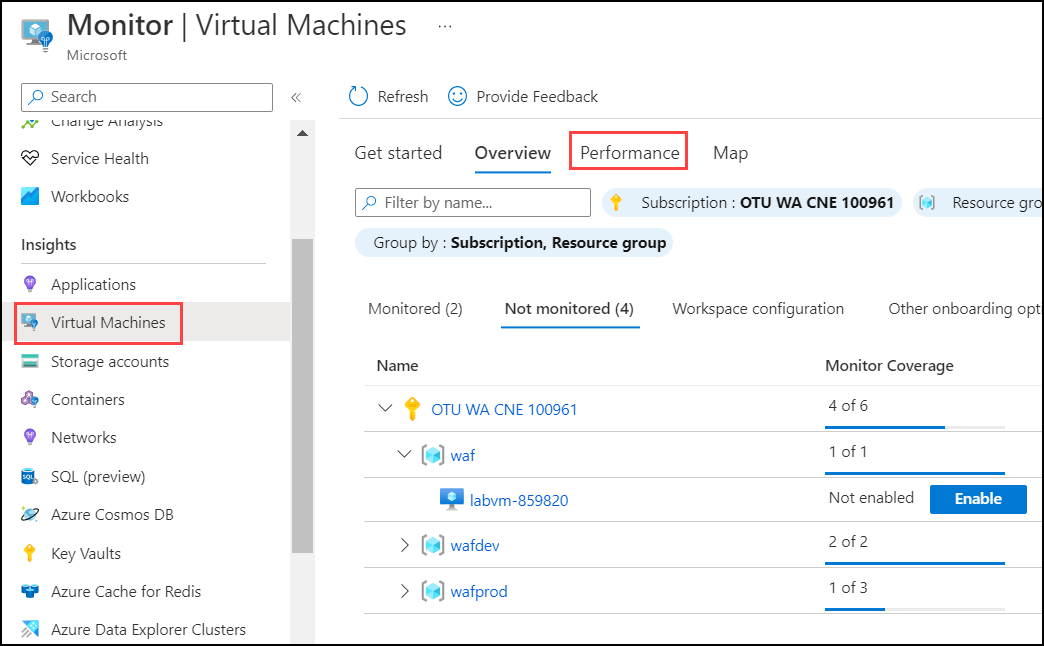 Monitor | Virtual Machines ...
Microsoft
Search
«
Change Analysis
Service Health
Workbooks
Insights
Applications
Virtual Machines
Storage accounts
Containers
Networks
SQL (preview)
Azure Cosmos DB
Key Vaults
Azure Cache for Redis
Azure Data Explorer Clusters
Refresh Provide Feedback
Get started Overview Performance Map
Filter by name... Subscription : OTU WA CNE 100961 Resource gro
Group by : Subscription, Resource group
Monitored (2) Not monitored (4) Workspace configuration Other onboarding opt
Name Monitor Coverage
OTU WA CNE 100961 4 of 6
waf 1 of 1
labvm-859820 Not enabled Enable
wafdev 2 of 2
wafprod 1 of 3